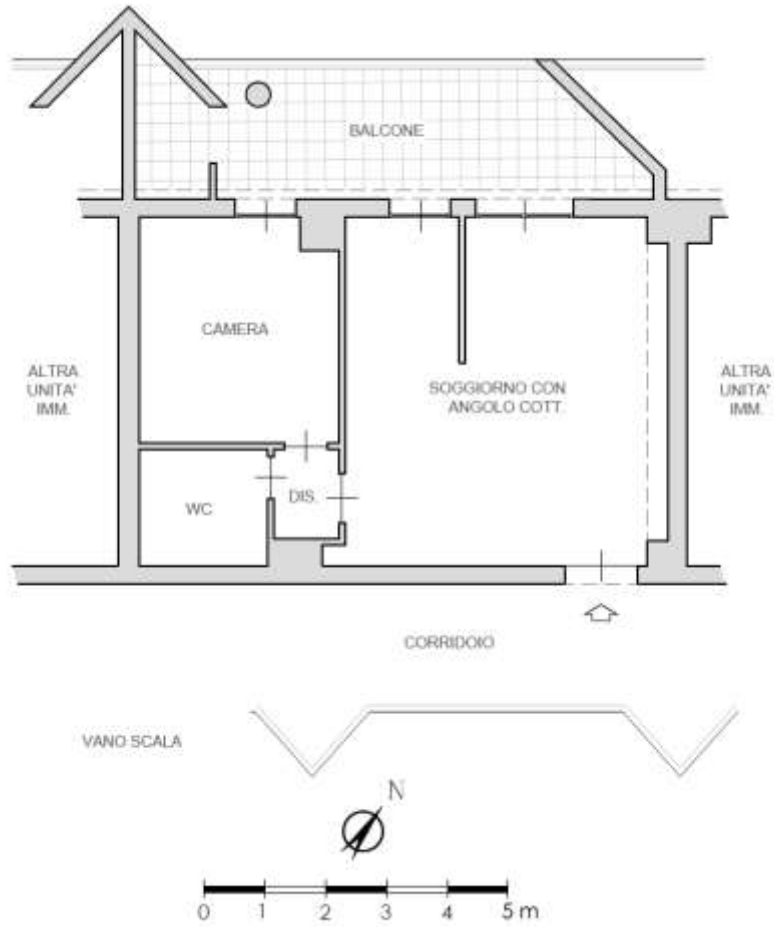 BALCONE
CAMERA
ALTRA
UNITA'
IMM.
SOGGIORNO CON
ANGOLO COTT.
ALTRA
UNITA'
IMM.
WC
DIS.
CORRIDOIO
VANO SCALA
N
0 1 2 3 4 5 m